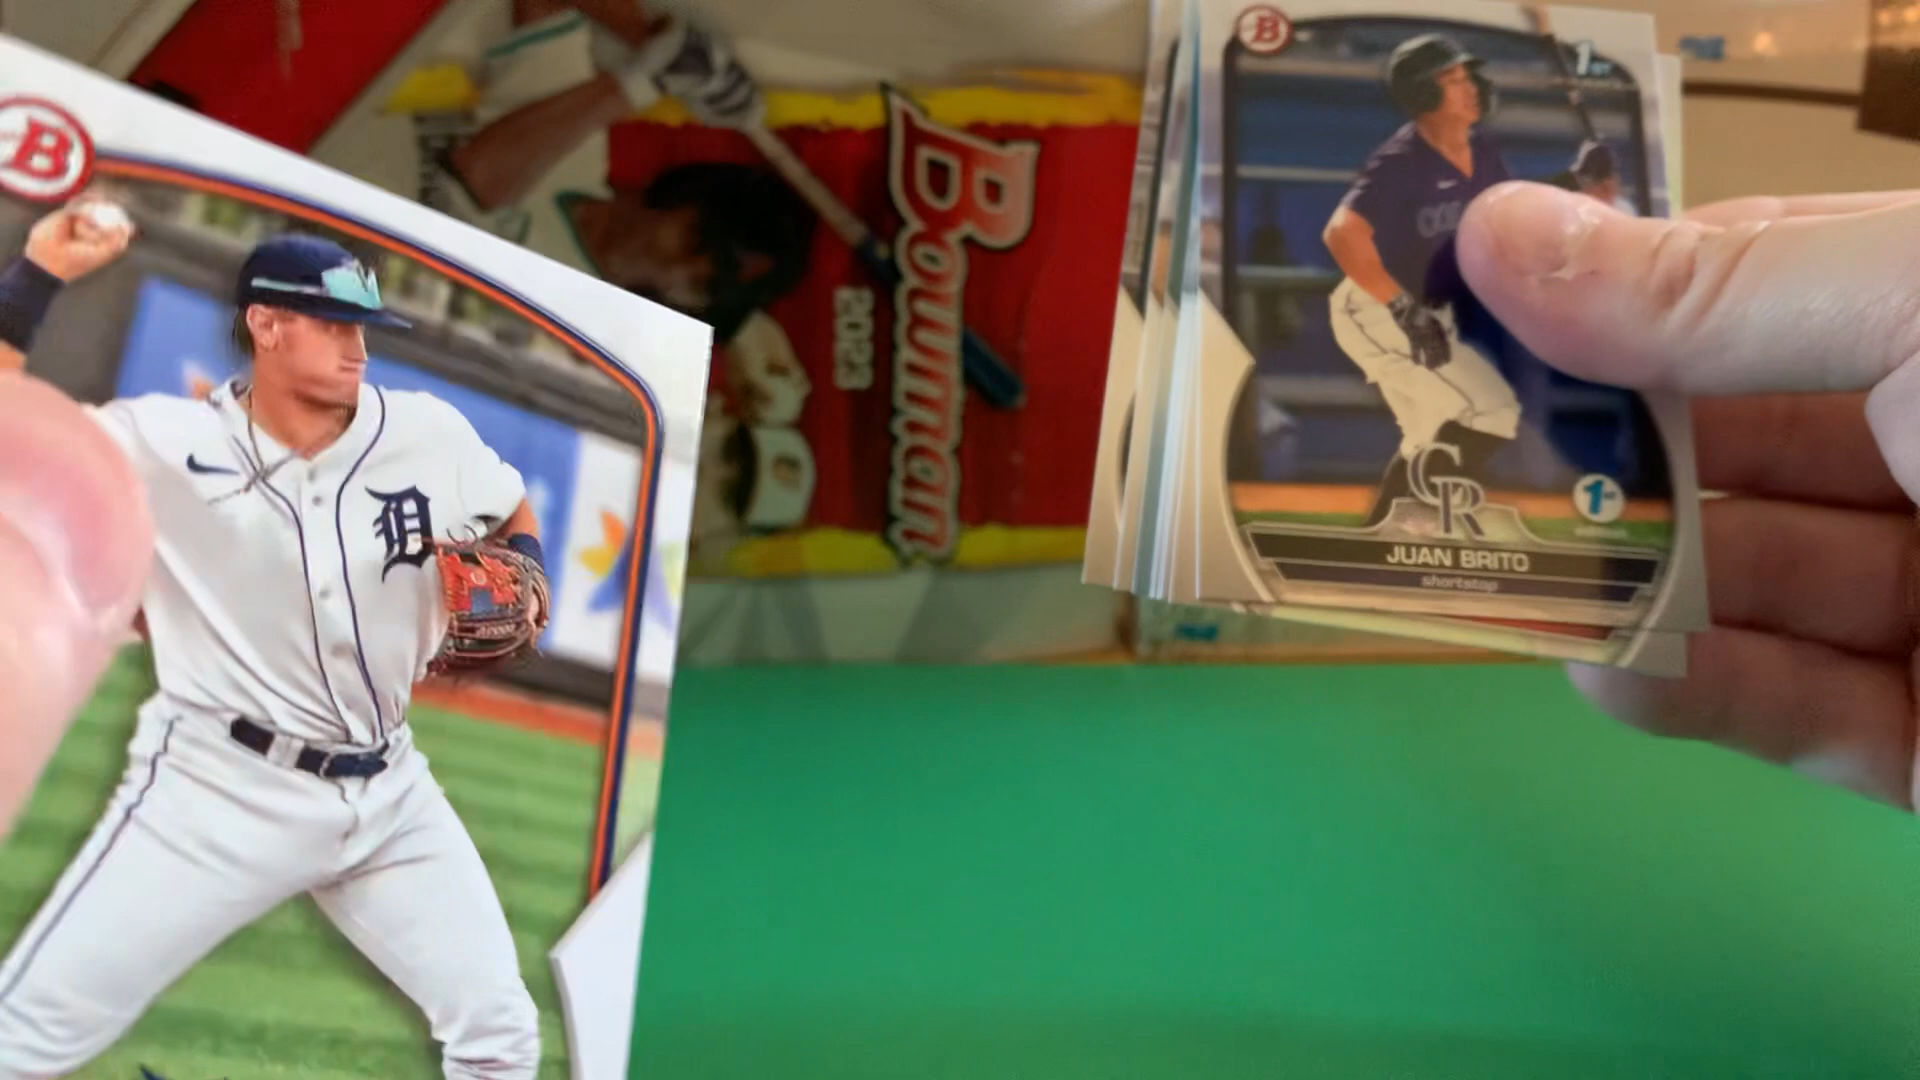 B
D
Bowman
2023
B
1st
CR
1st
JUAN BRITO
shortstop